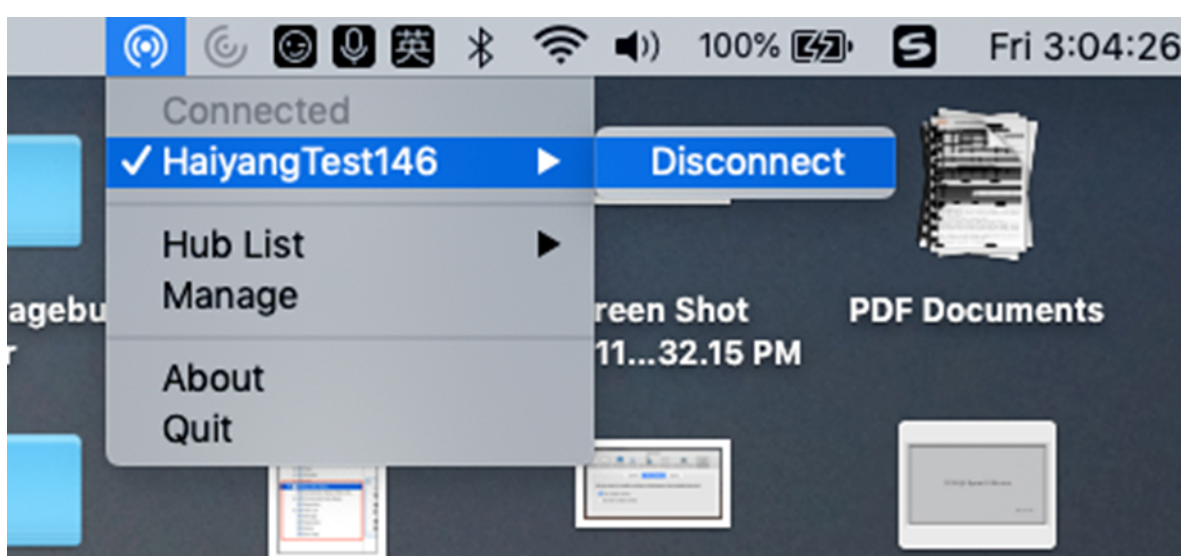 英
100%
Fri 3:04:26
Connected
HaiyangTest146
Disconnect
Hub List
Manage
agebu
r
reen Shot
11...32.15 PM
PDF Documents
About
Quit